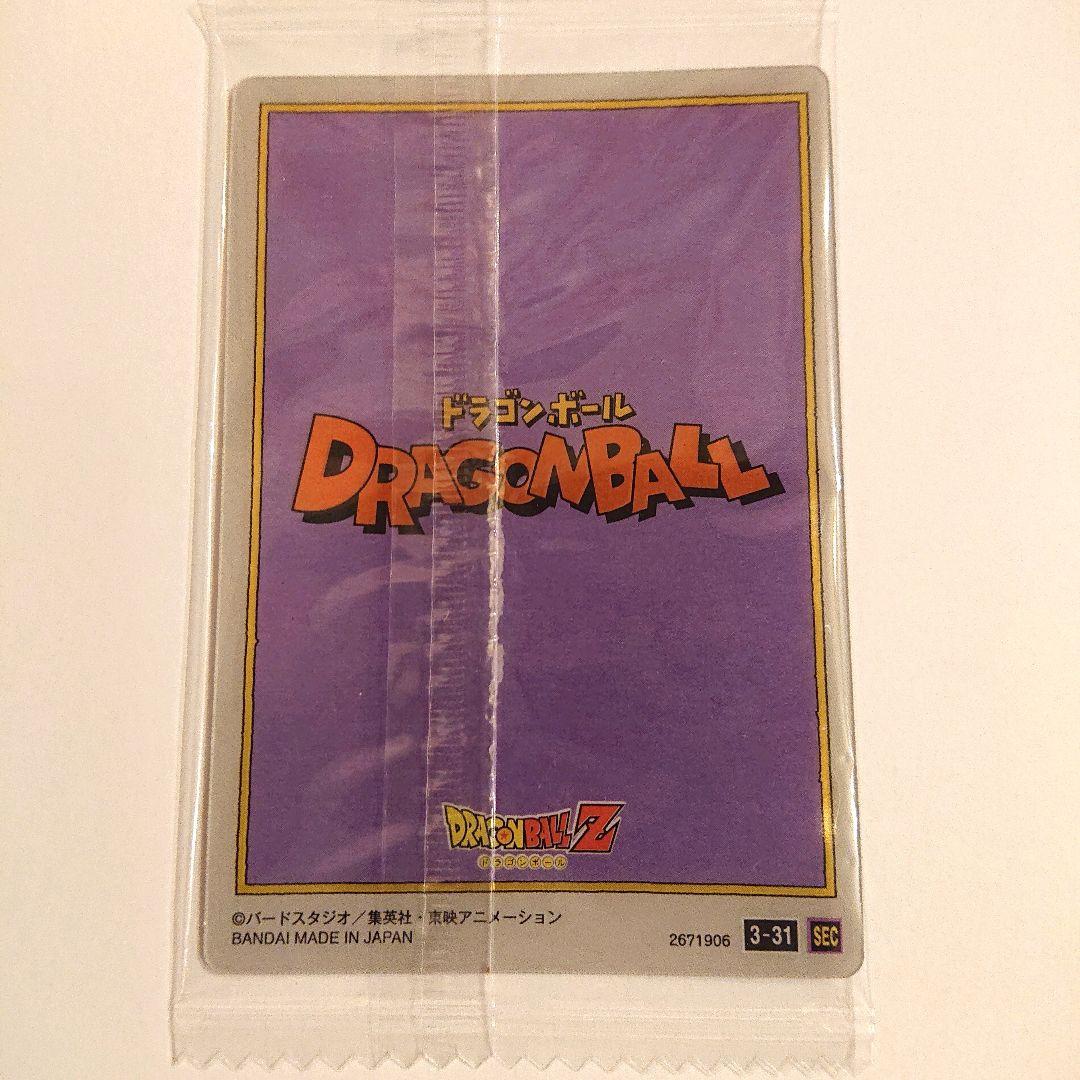 ドラゴンボール
DRAGONBALL
DRAGONBALL Z
ドラゴンボール
©バードスタジオ／集英社・東映アニメーション
BANDAI MADE IN JAPAN
2671906 3-31 SEC